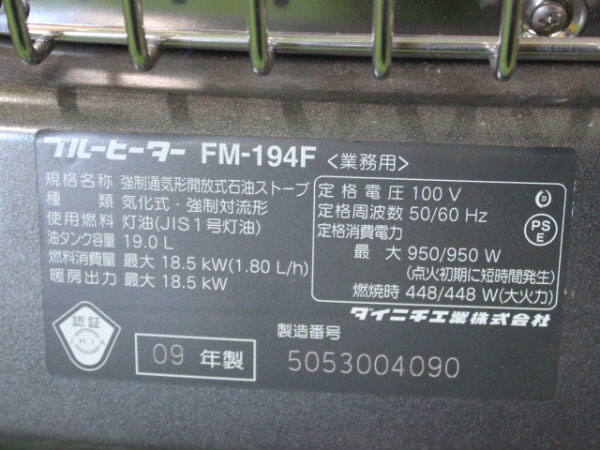 ブルーヒーター FM-194F <業務用>
規格名称 強制通気形開放式石油ストーブ
種類 気化式・強制対流形
使用燃料 灯油(JIS1号灯油)
油タンク容量 19.0 L
燃料消費量 最大 18.5 kW(1.80 L/h)
暖房出力 最大 18.5 kW
定格電圧 100 V
定格周波数 50/60 Hz
定格消費電力
最大 950/950 W
(点火初期に短時間発生)
燃焼時 448/448 W(大火力)
PS
E
ダイニチ工業株式会社
認証
JHIA
09 年製
製造番号
5053004090